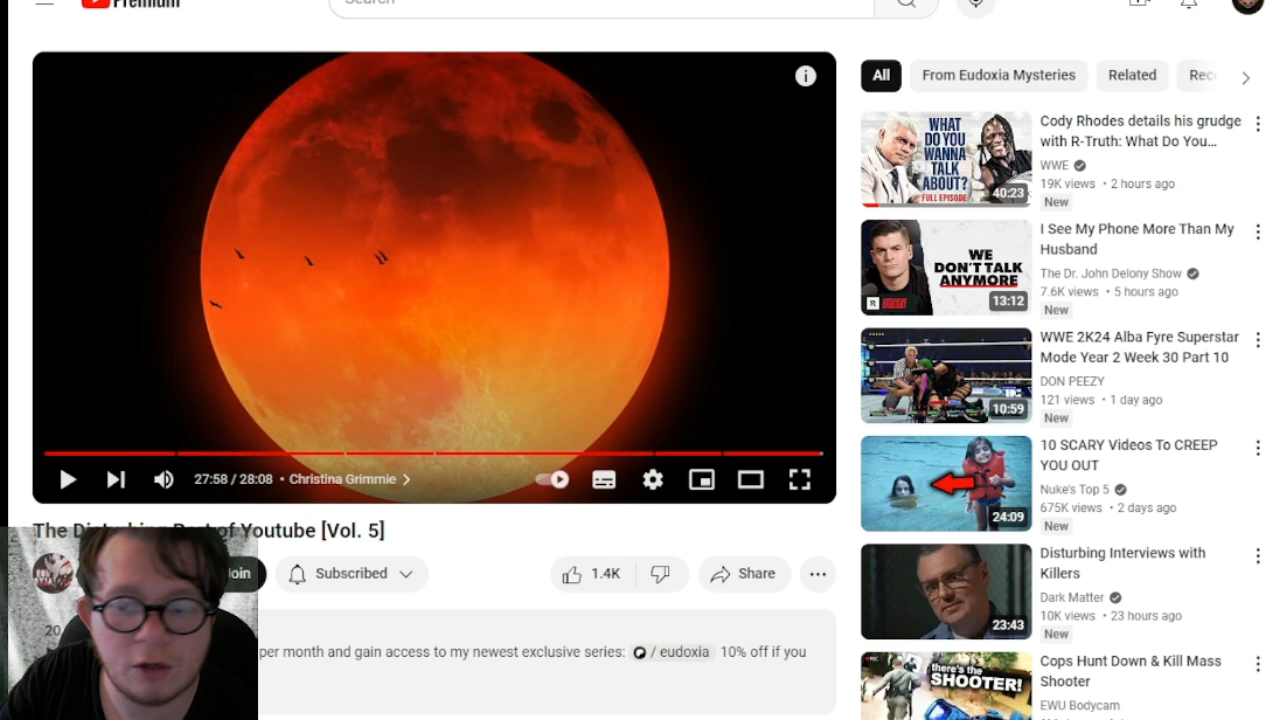 Premium
Search
All
From Eudoxia Mysteries
Related
Rec
WHAT
DO YOU
WANNA
TALK
ABOUT?
FULL EPISODE
40:23
Cody Rhodes details his grudge
with R-Truth: What Do You...
WWE
19K views • 2 hours ago
New
WE
DON'T TALK
ANYMORE
13:12
I See My Phone More Than My
Husband
The Dr. John Delony Show
7.6K views • 5 hours ago
New
10:59
WWE 2K24 Alba Fyre Superstar
Mode Year 2 Week 30 Part 10
DON PEEZY
121 views • 1 day ago
New
24:09
10 SCARY Videos To CREEP
YOU OUT
Nuke's Top 5
675K views • 2 days ago
New
23:43
Disturbing Interviews with
Killers
Dark Matter
10K views • 23 hours ago
New
there's the
SHOOTER!
Cops Hunt Down & Kill Mass
Shooter
EWU Bodycam
27:58 / 28:08 • Christina Grimmie
The of Youtube [Vol. 5]
Join
Subscribed
1.4K
Share
20
per month and gain access to my newest exclusive series: / eudoxia 10% off if you